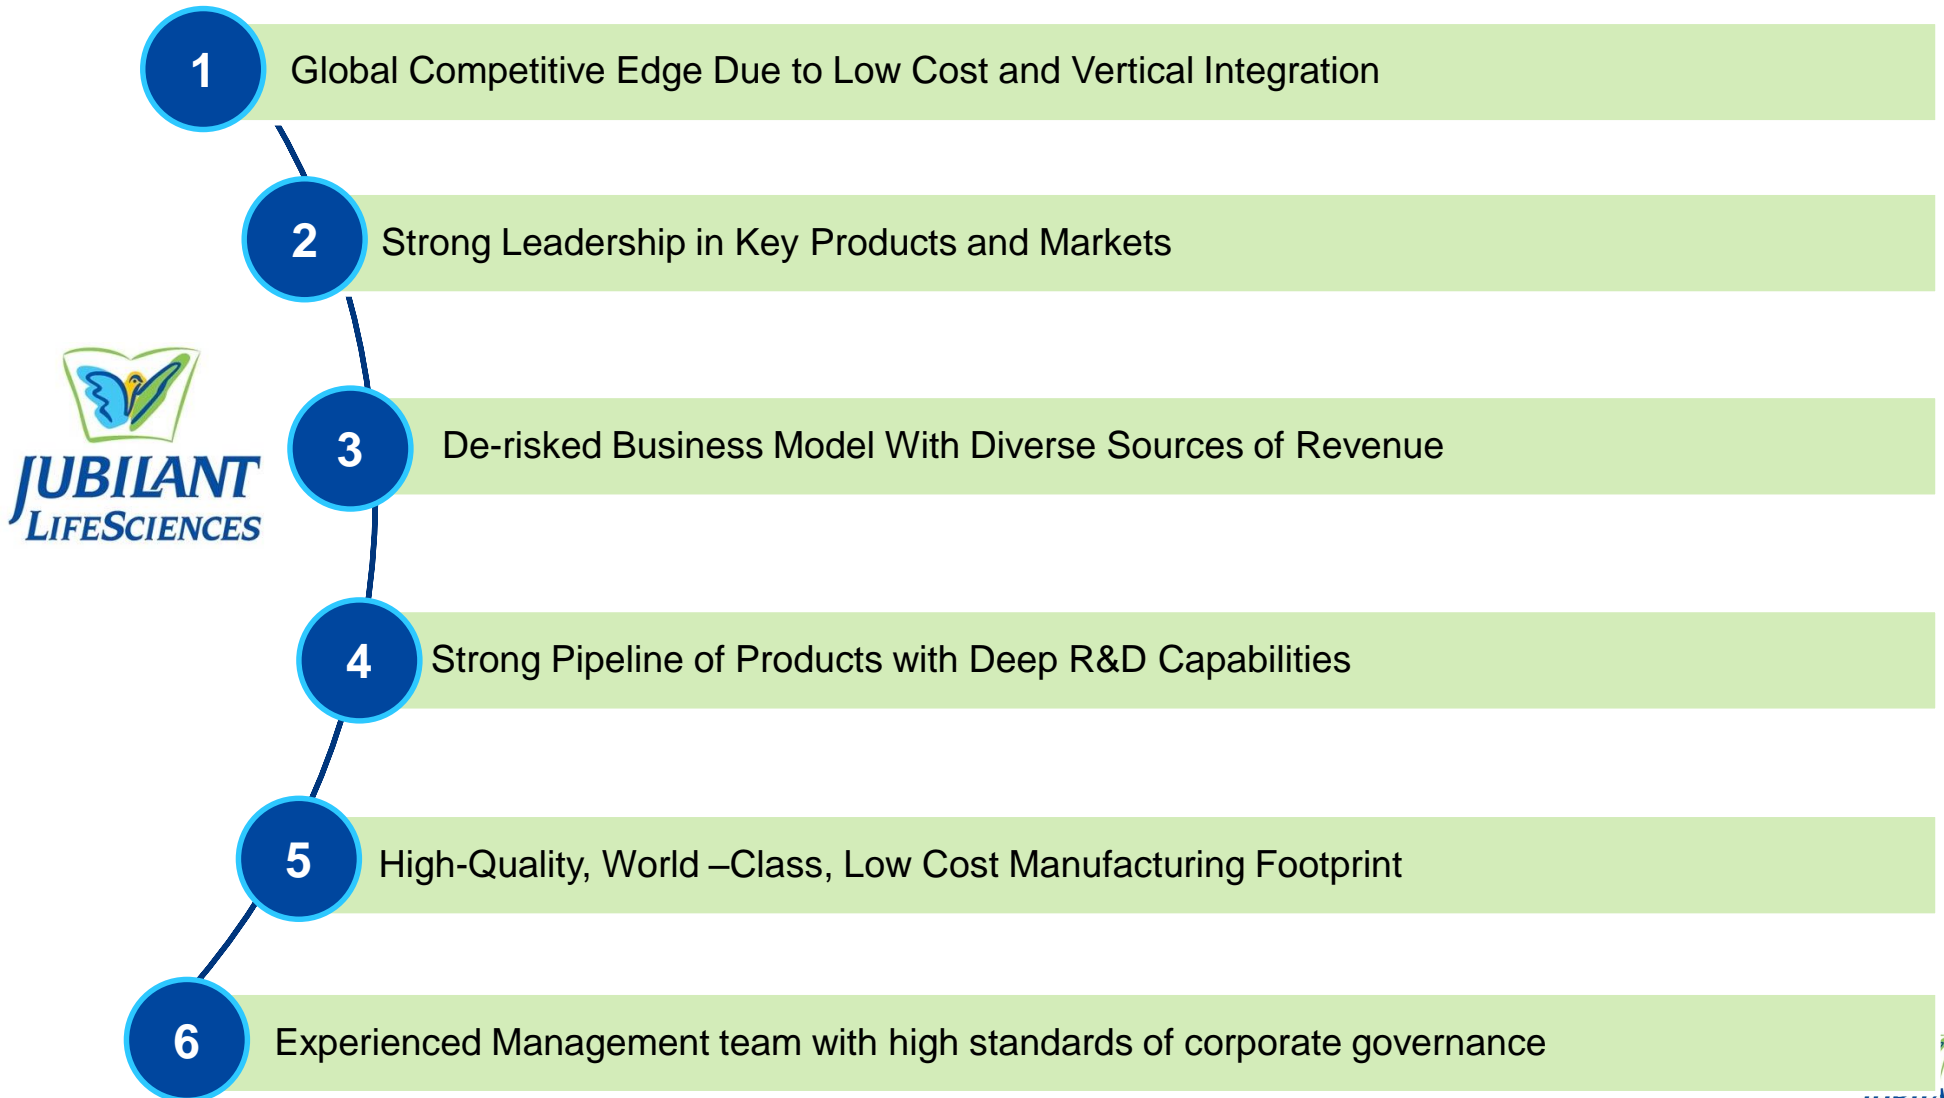 1
Global Competitive Edge Due to Low Cost and Vertical Integration
2
Strong Leadership in Key Products and Markets
JUBILANT
LIFESCIENCES
3
De-risked Business Model With Diverse Sources of Revenue
4
Strong Pipeline of Products with Deep R&D Capabilities
5
High-Quality, World –Class, Low Cost Manufacturing Footprint
6
Experienced Management team with high standards of corporate governance